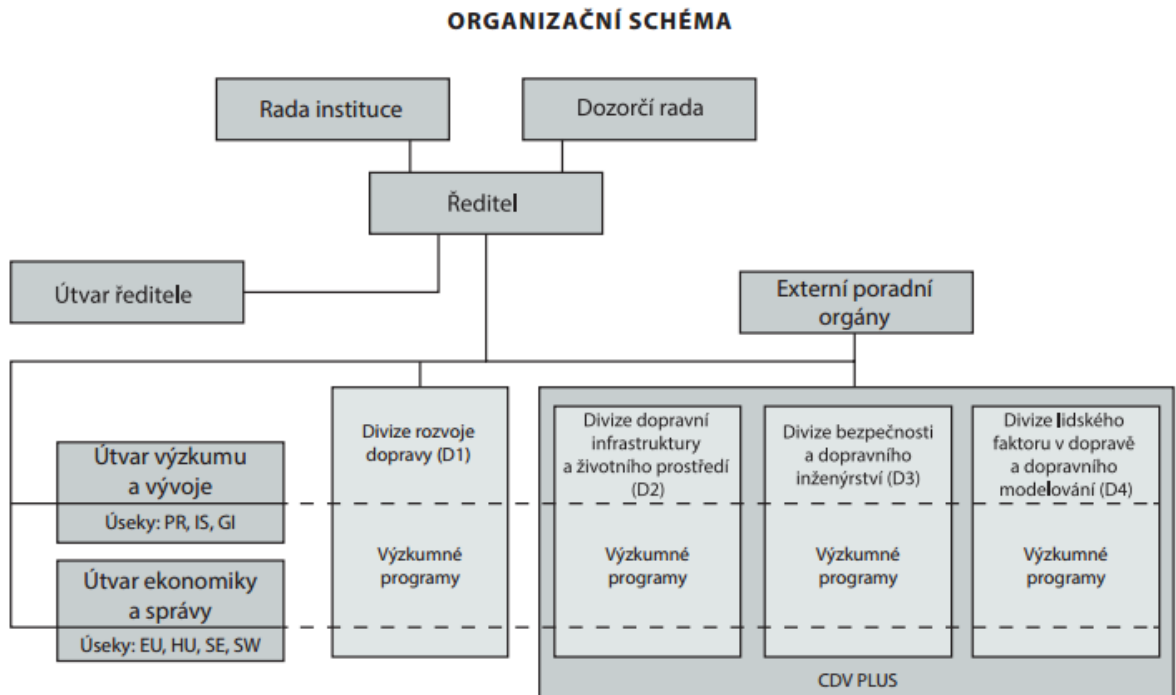 ORGANIZAČNÍ SCHÉMA
Rada instituce
Dozorčí rada
Ředitel
Útvar ředitele
Externí poradní
orgány
Divize rozvoje
dopravy (D1)
Divize dopravní
infrastruktury
a životního prostředí
(D2)
Divize bezpečnosti
a dopravního
inženýrství (D3)
Divize lidského
faktoru v dopravě
a dopravního
modelování (D4)
Útvar výzkumu
a vývoje
Úseky: PR, IS, GI
Výzkumné
programy
Výzkumné
programy
Výzkumné
programy
Výzkumné
programy
Útvar ekonomiky
a správy
Úseky: EU, HU, SE, SW
CDV PLUS